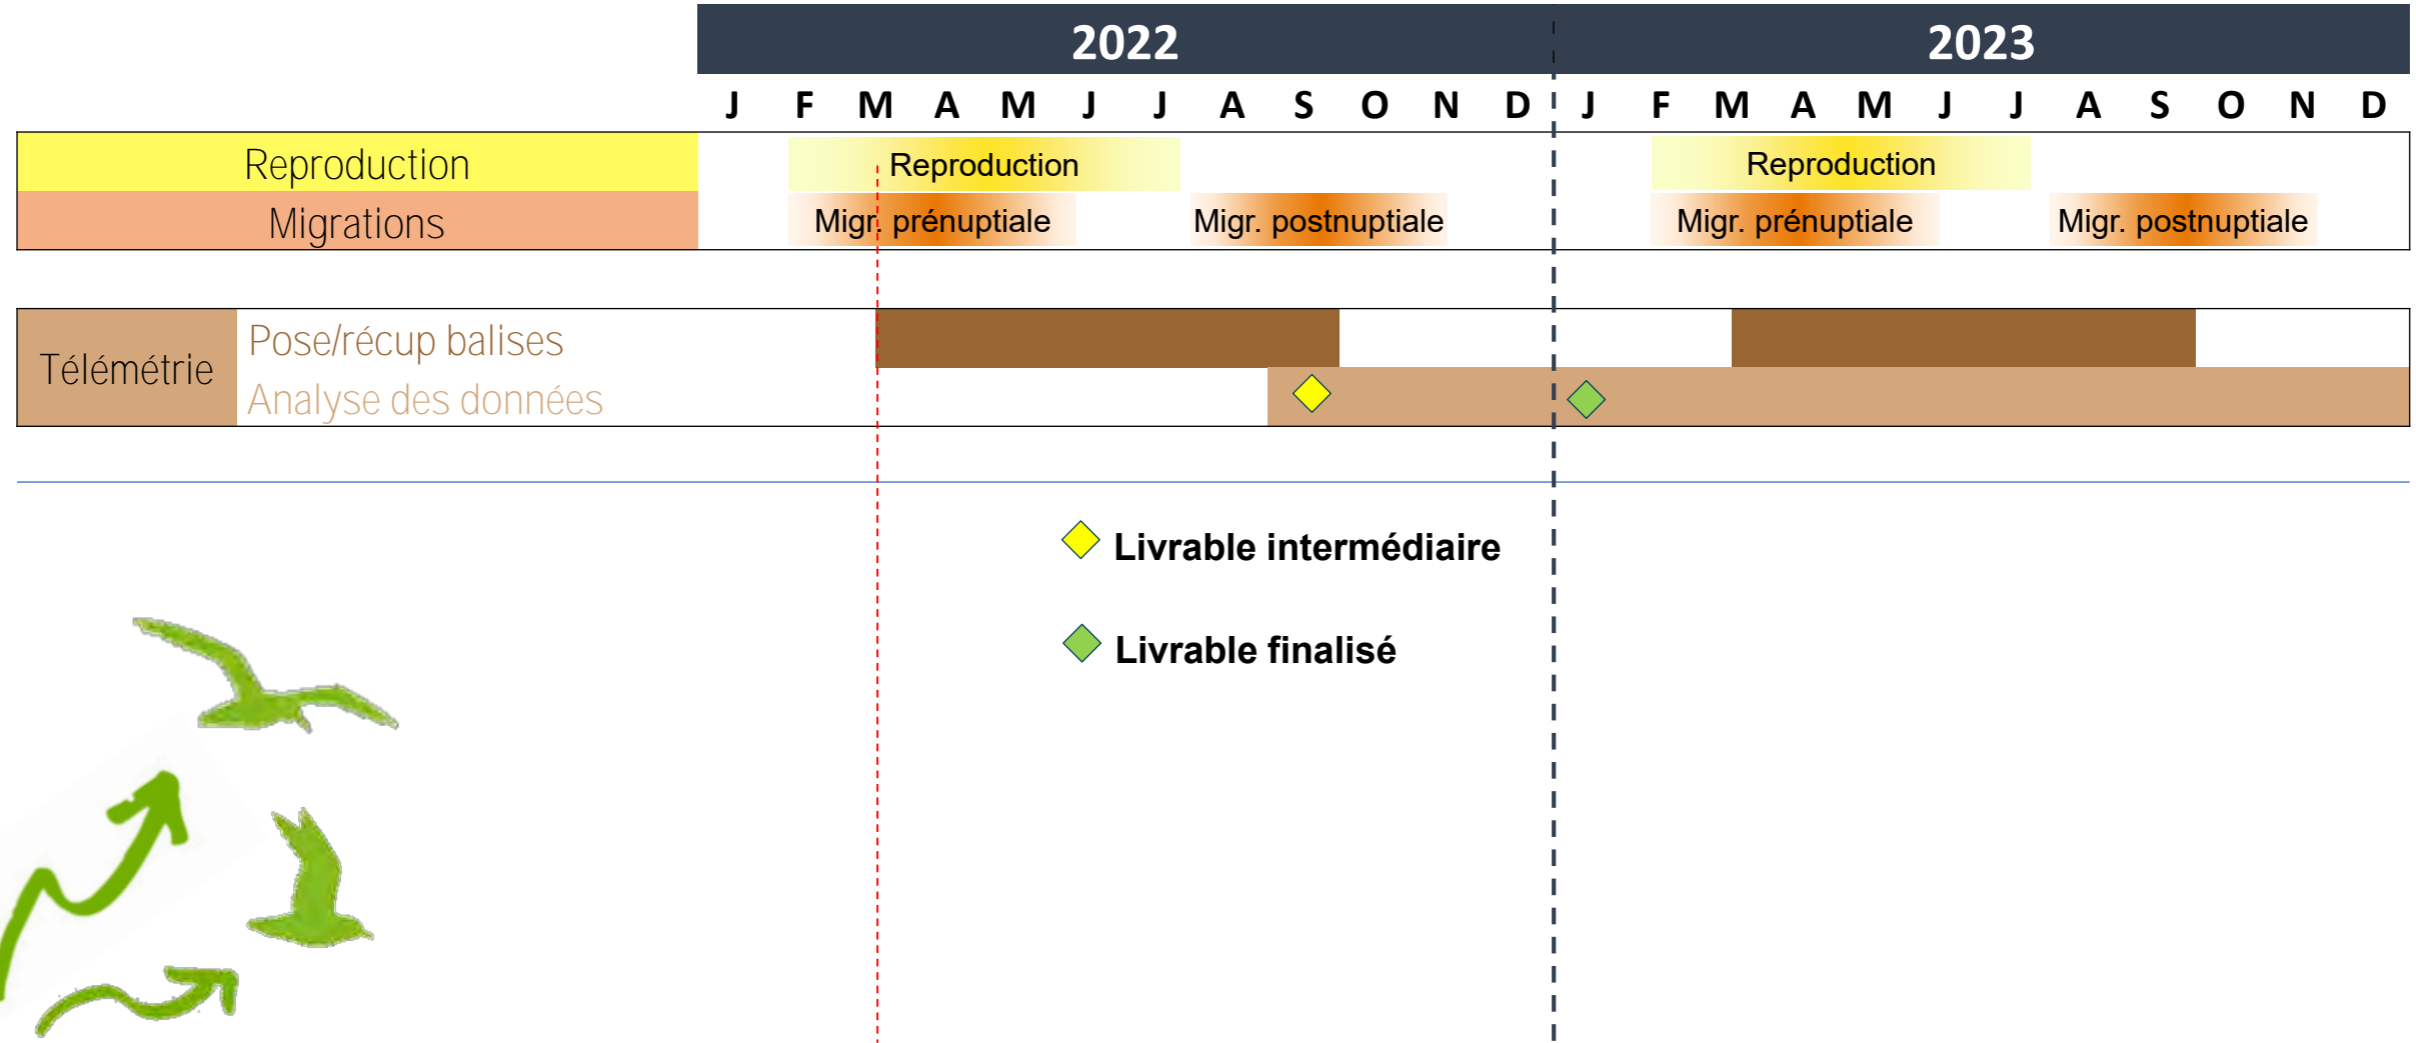 2022 2023
J F M A M J J A S O N D J F M A M J J A S O N D
Reproduction Reproduction Reproduction
Migrations Migr. prénuptiale Migr. postnuptiale Migr. prénuptiale Migr. postnuptiale
Télémétrie
Pose/récup balises
Analyse des données
Livrable intermédiaire
Livrable finalisé